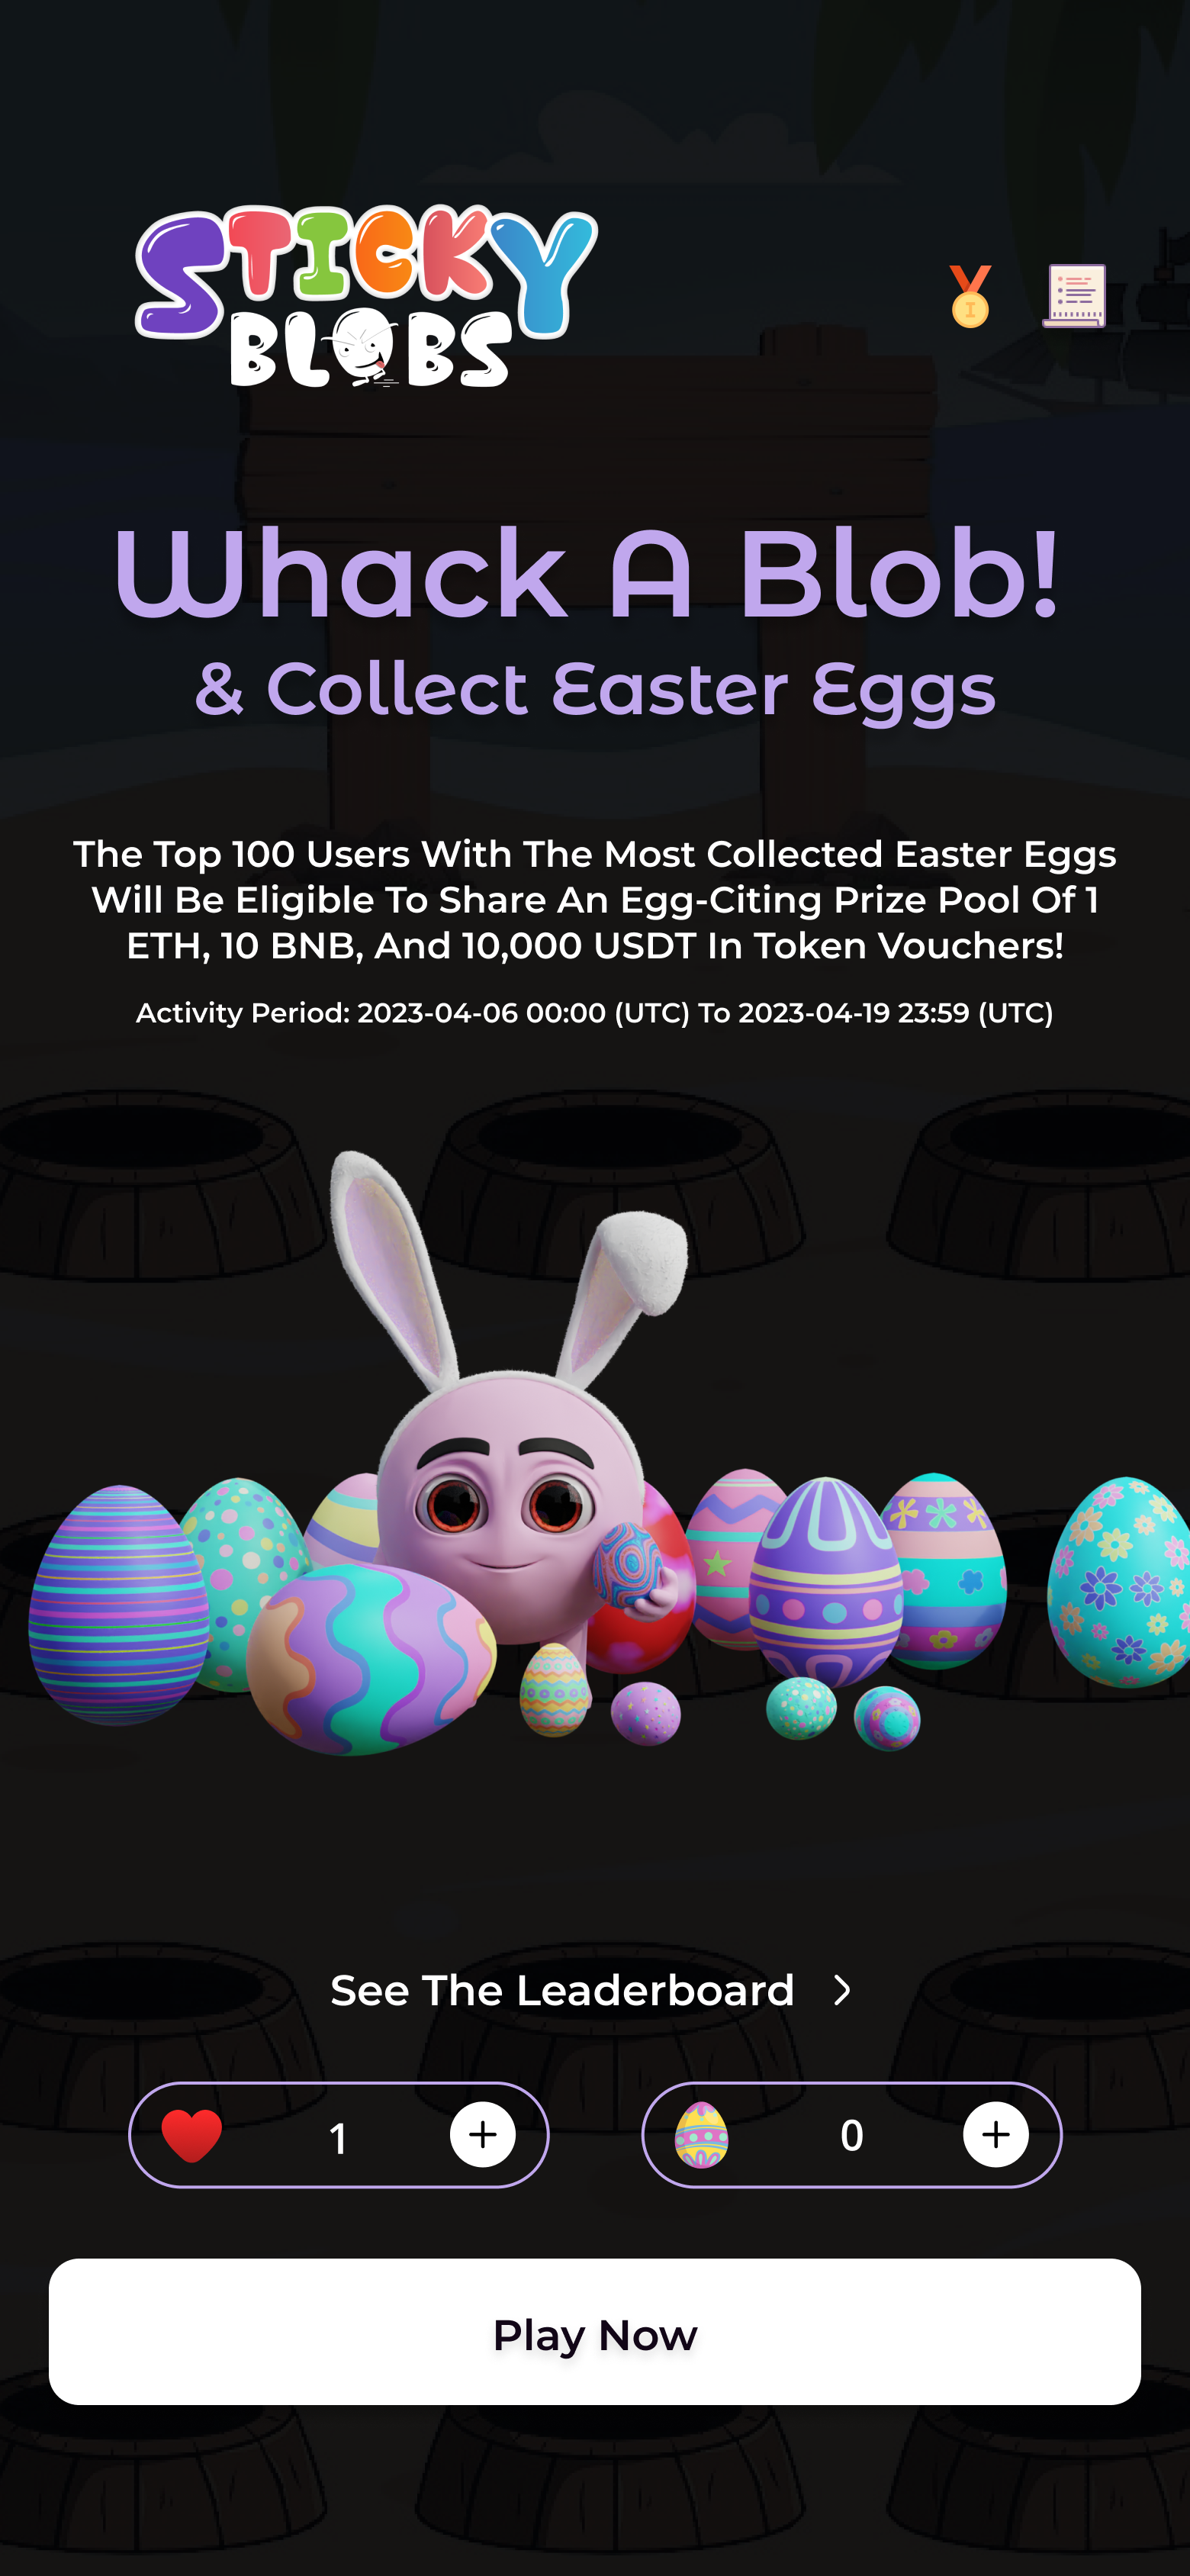 STICKY
BLOBS
Whack A Blob!
& Collect Easter Eggs
The Top 100 Users With The Most Collected Easter Eggs
Will Be Eligible To Share An Egg-Citing Prize Pool Of 1
ETH, 10 BNB, And 10,000 USDT In Token Vouchers!
Activity Period: 2023-04-06 00:00 (UTC) To 2023-04-19 23:59 (UTC)
See The Leaderboard
1 0
Play Now